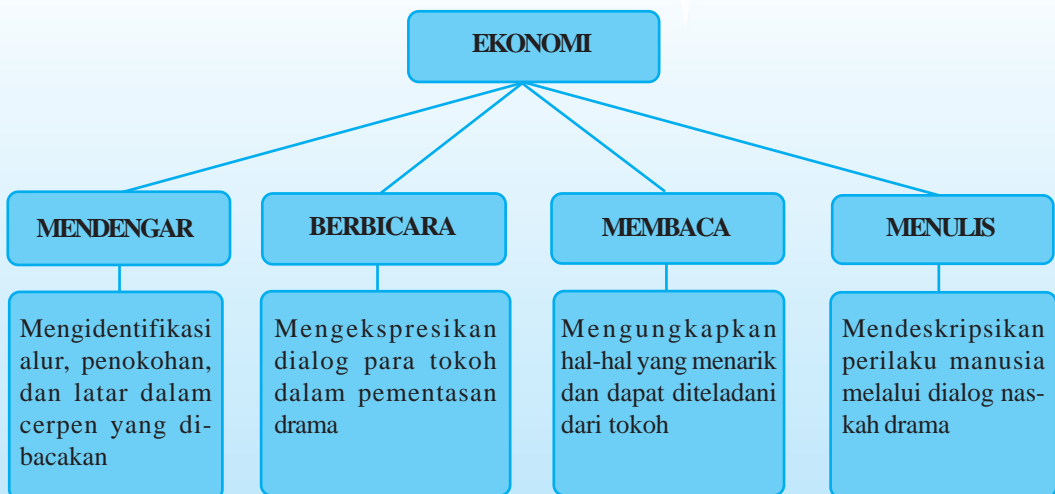 EKONOMI
MENDENGAR
BERBICARA
MEMBACA
MENULIS
Mengidentifikasi
alur, penokohan,
dan latar dalam
cerpen yang di-
bacakan
Mengekspresikan
dialog para tokoh
dalam pementasan
drama
Mengungkapkan
hal-hal yang menarik
dan dapat diteladani
dari tokoh
Mendeskripsikan
perilaku manusia
melalui dialog nas-
kah drama